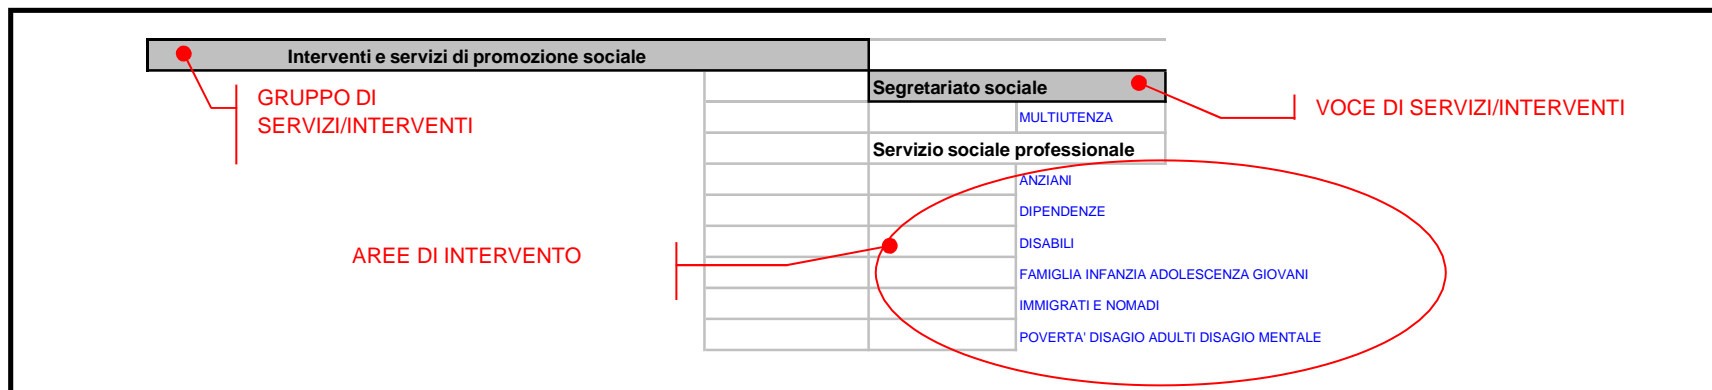 Interventi e servizi di promozione sociale
Segretariato sociale
GRUPPO DI
SERVIZI/INTERVENTI
VOCE DI SERVIZI/INTERVENTI
MULTIUTENZA
Servizio sociale professionale
ANZIANI
DIPENDENZE
AREE DI INTERVENTO
DISABILI
FAMIGLIA INFANZIA ADOLESCENZA GIOVANI
IMMIGRATI E NOMADI
POVERTA' DISAGIO ADULTI DISAGIO MENTALE